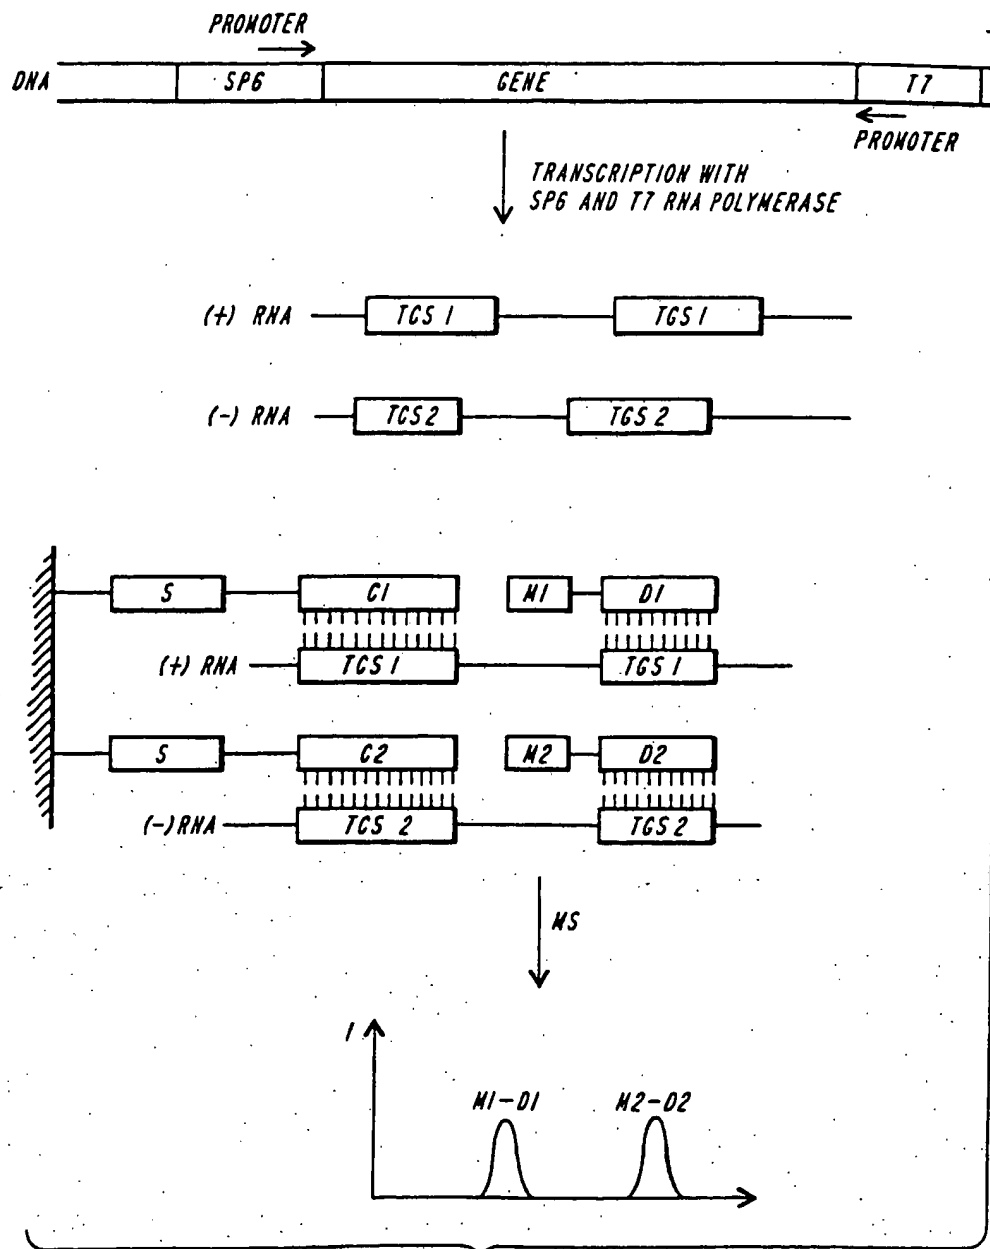 PROMOTER
DNA SP6 GENE T7
PROMOTER
TRANSCRIPTION WITH
SP6 AND T7 RNA POLYMERASE
(+) RNA TCS 1 TGS 1
(-) RNA TCS 2 TGS 2
S C1 M1 D1
(+) RNA TCS 1 TGS 1
S C2 M2 D2
(-) RNA TCS 2 TGS 2
MS
I
M1-D1 M2-D2